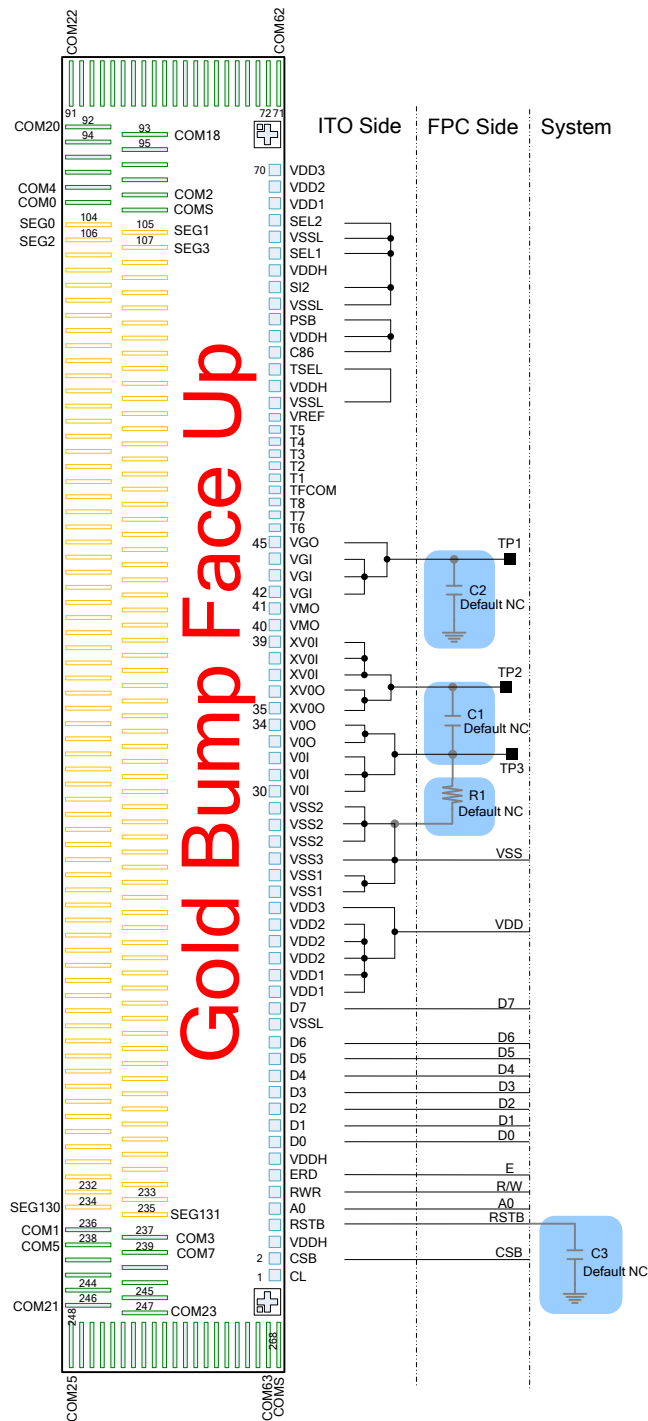 COM22
COM62
91
72
71
COM20
92
93
COM18
94
95
COM4
COM2
COM0
COMS
SEG0
104
105
SEG1
SEG2
106
107
SEG3
Gold Bump Face Up
ITO Side
FPC Side
System
70
VDD3
VDD2
VDD1
SEL2
VSSL
SEL1
VDDH
SI2
VSSL
PSB
VDDH
C86
TSEL
VDDH
VSSL
VREF
T5
T4
T3
T2
T1
TFCOM
T8
T7
T6
45
VGO
TP1
VGI
VGI
C2
Default NC
42
VGI
41
VMO
40
VMO
39
XV0I
XV0I
XV0I
TP2
XV0O
35
XV0O
C1
Default NC
34
V0O
V0O
TP3
V0I
V0I
30
V0I
R1
Default NC
VSS2
VSS2
VSS2
VSS3
VSS
VSS1
VSS1
VDD3
VDD2
VDD
VDD2
VDD2
VDD1
VDD1
D7
D7
VSSL
D6
D6
D5
D5
D4
D4
D3
D3
D2
D2
D1
D1
D0
D0
VDDH
ERD
E
RWR
R/W
A0
A0
RSTB
RSTB
VDDH
2
CSB
CSB
C3
Default NC
1
CL
232
233
SEG130
234
235
SEG131
COM1
236
237
COM3
COM5
238
239
COM7
244
245
COM21
246
247
COM23
248
268
COM25
COM63
COMS